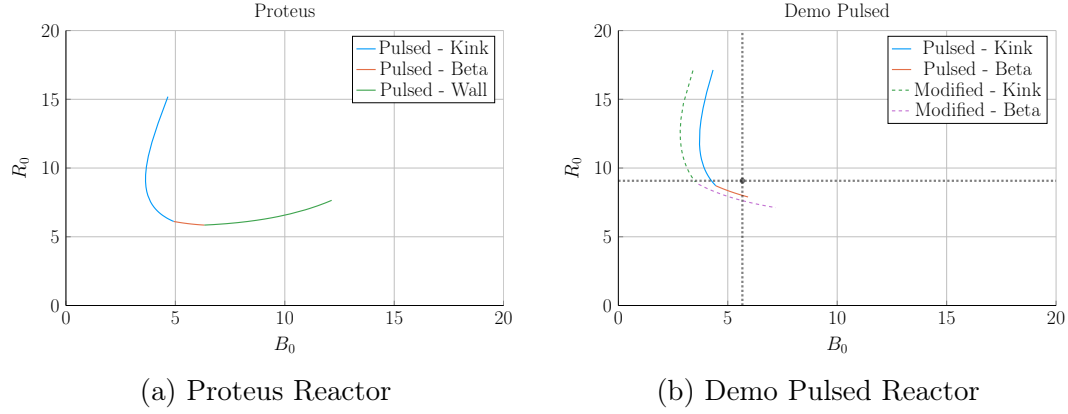 Proteus
20
15
10
5
0
R0
0 5 10 15 20
B0
Pulsed - Kink
Pulsed - Beta
Pulsed - Wall
(a) Proteus Reactor
Demo Pulsed
20
15
10
5
0
R0
0 5 10 15 20
B0
Pulsed - Kink
Pulsed - Beta
Modified - Kink
Modified - Beta
(b) Demo Pulsed Reactor